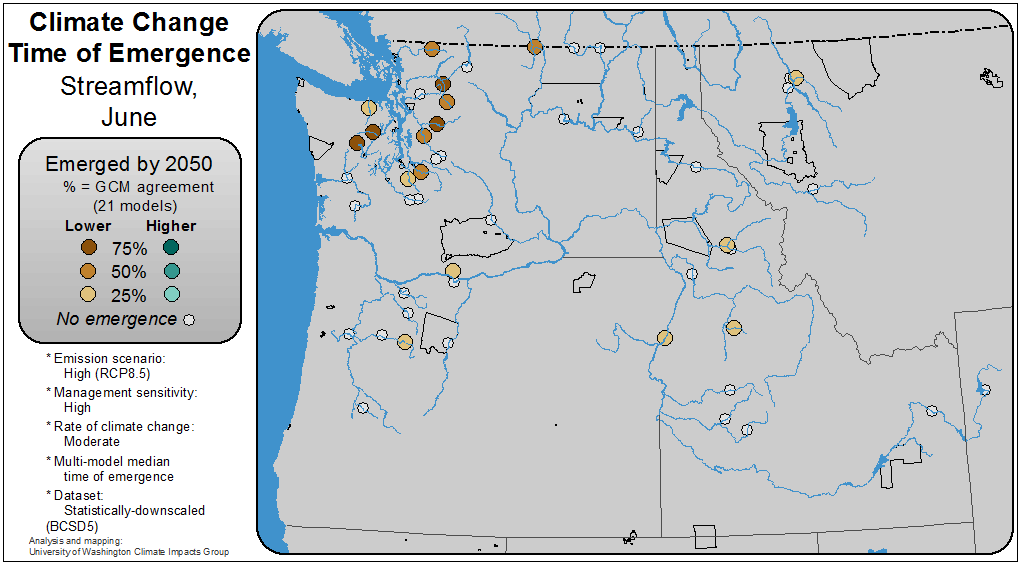 Climate Change
Time of Emergence
Streamflow,
June
Emerged by 2050
% = GCM agreement
(21 models)
Lower Higher
75%
50%
25%
No emergence
* Emission scenario:
High (RCP8.5)
* Management sensitivity:
High
* Rate of climate change:
Moderate
* Multi-model median
time of emergence
* Dataset:
Statistically-downscaled
(BCSD5)
Analysis and mapping:
University of Washington Climate Impacts Group